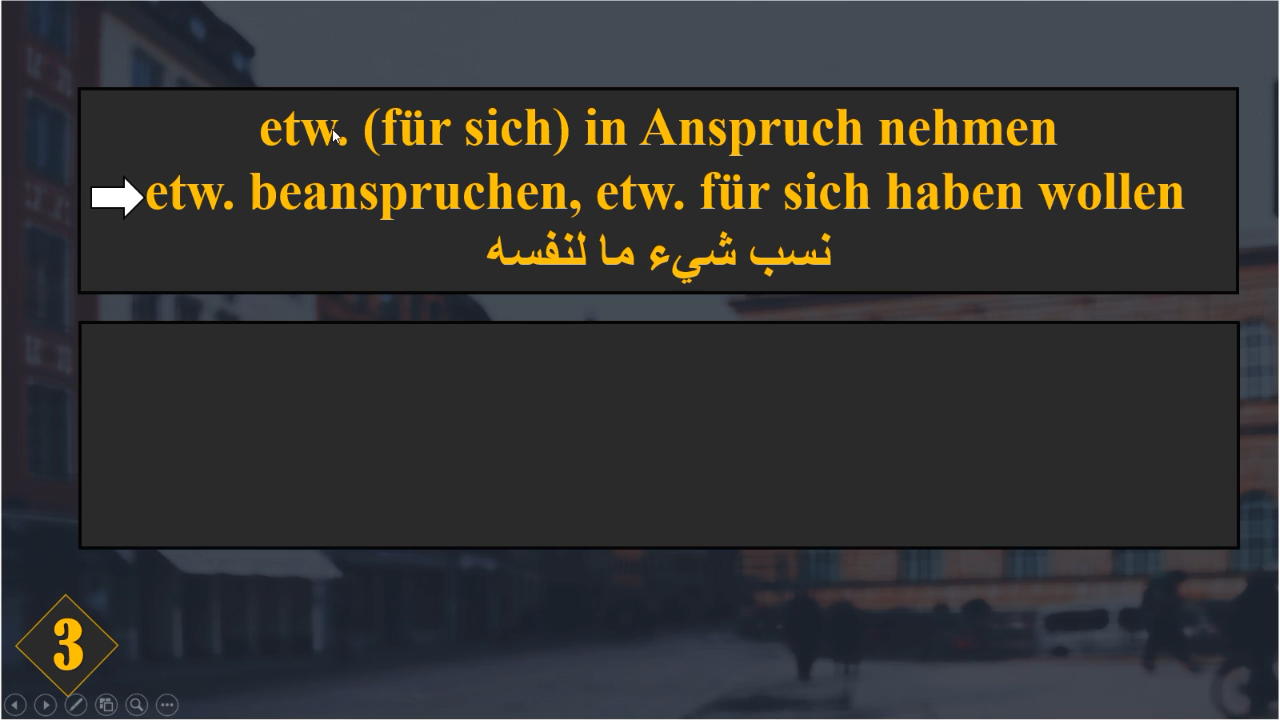 etw. (für sich) in Anspruch nehmen
etw. beanspruchen, etw. für sich haben wollen
نسب شيء ما لنفسه
3